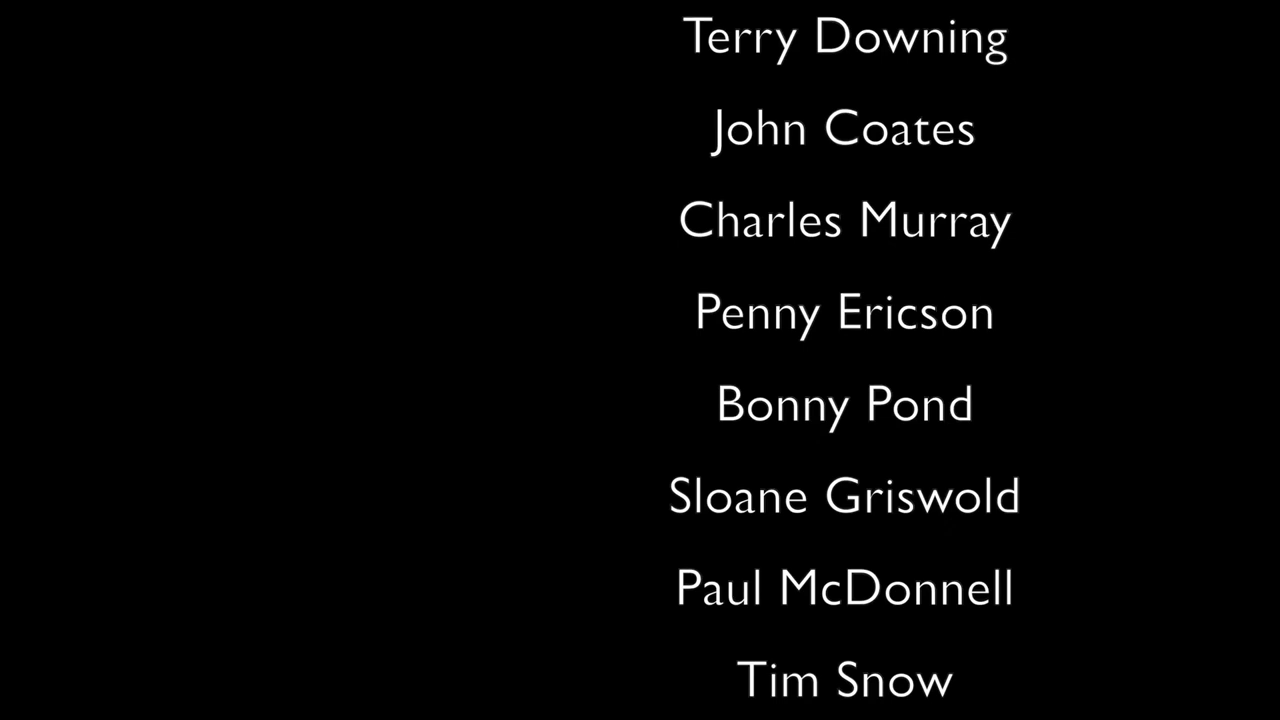 Terry Downing
John Coates
Charles Murray
Penny Ericson
Bonny Pond
Sloane Griswold
Paul McDonnell
Tim Snow